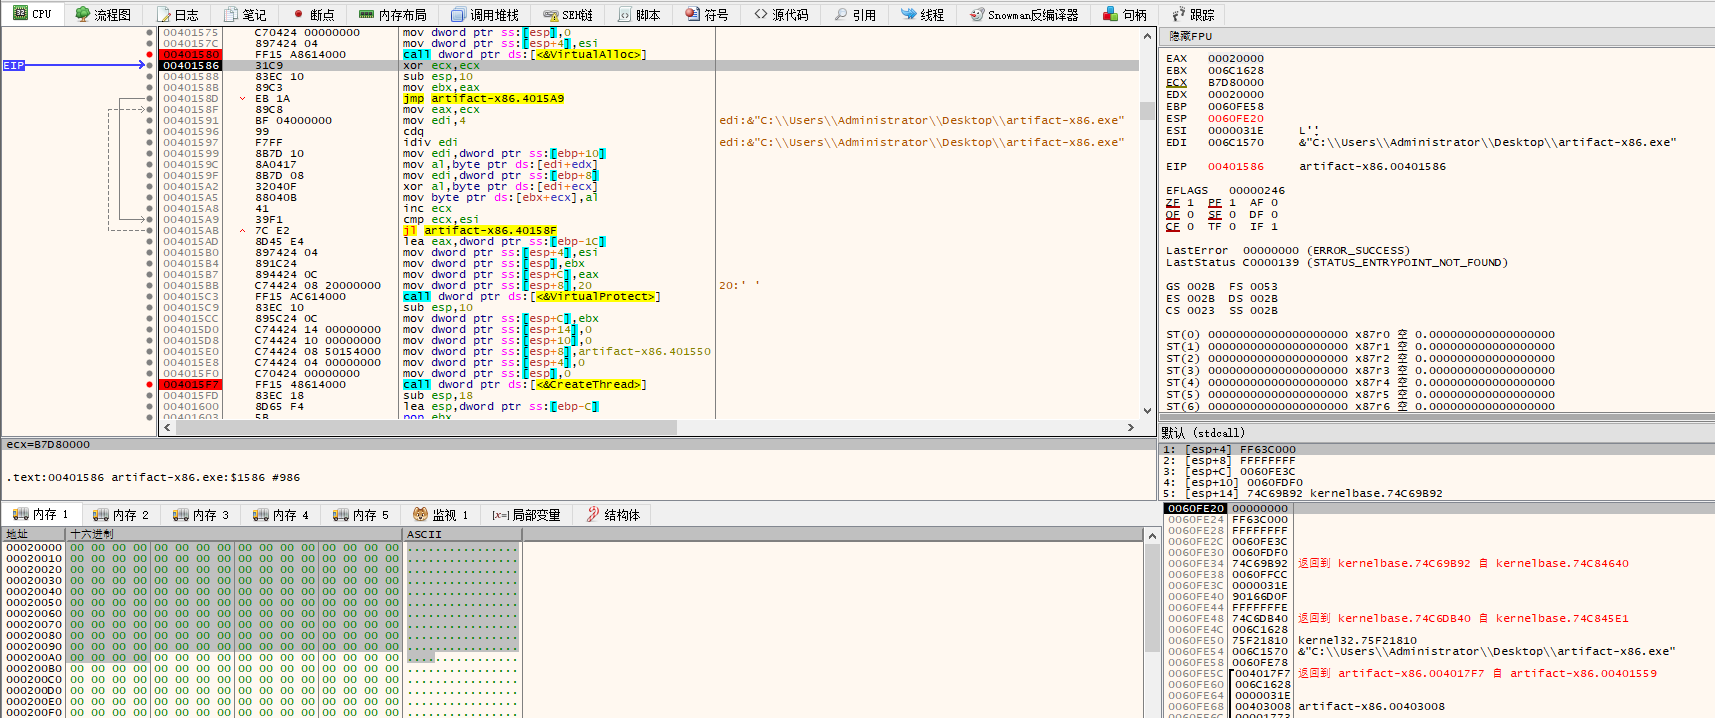 CPU 流程图 日志 笔记 断点 内存布局 调用堆栈 SEH链 脚本 符号 源代码 引用 线程 Snowman反编译器 句柄 跟踪
00401575 C70424 00000000 mov dword ptr ss:[esp],0
0040157C 897424 04 mov dword ptr ss:[esp+4],esi
00401580 FF15 A8614000 call dword ptr ds:[<&VirtualAlloc>]
EIP 00401586 31C9 xor ecx,ecx
00401588 83EC 10 sub esp,10
0040158B 89C3 mov ebx,eax
0040158D EB 1A jmp artifact-x86.4015A9
0040158F 89C8 mov eax,ecx
00401591 BF 04000000 mov edi,4 edi:&"C:\\Users\\Administrator\\Desktop\\artifact-x86.exe"
00401596 99 cdq
00401597 F7FF idiv edi edi:&"C:\\Users\\Administrator\\Desktop\\artifact-x86.exe"
00401599 8B7D 10 mov edi,dword ptr ss:[ebp+10]
0040159C 8A0417 mov al,byte ptr ds:[edi+edx]
0040159F 8B7D 08 mov edi,dword ptr ss:[ebp+8]
004015A2 32040F xor al,byte ptr ds:[edi+ecx]
004015A5 88040B mov byte ptr ds:[ebx+ecx],al
004015A8 41 inc ecx
004015A9 39F1 cmp ecx,esi
004015AB 7C E2 jl artifact-x86.40158F
004015AD 8D45 E4 lea eax,dword ptr ss:[ebp-1C]
004015B0 897424 04 mov dword ptr ss:[esp+4],esi
004015B4 891C24 mov dword ptr ss:[esp],ebx
004015B7 894424 0C mov dword ptr ss:[esp+C],eax
004015BB C74424 08 20000000 mov dword ptr ss:[esp+8],20 20:' '
004015C3 FF15 AC614000 call dword ptr ds:[<&VirtualProtect>]
004015C9 83EC 10 sub esp,10
004015CC 895C24 0C mov dword ptr ss:[esp+C],ebx
004015D0 C74424 14 00000000 mov dword ptr ss:[esp+14],0
004015D8 C74424 10 00000000 mov dword ptr ss:[esp+10],0
004015E0 C74424 08 50154000 mov dword ptr ss:[esp+8],artifact-x86.401550
004015E8 C74424 04 00000000 mov dword ptr ss:[esp+4],0
004015F0 C70424 00000000 mov dword ptr ss:[esp],0
004015F7 FF15 48614000 call dword ptr ds:[<&CreateThread>]
004015FD 83EC 18 sub esp,18
00401600 8D65 F4 lea esp,dword ptr ss:[ebp-C]
00401603 5B pop ebx
隐藏FPU
EAX 00020000
EBX 006C1628
ECX B7D80000
EDX 00020000
EBP 0060FE58
ESP 0060FE20
ESI 0000031E L'
EDI 006C1570 &"C:\\Users\\Administrator\\Desktop\\artifact-x86.exe"
EIP 00401586 artifact-x86.00401586
EFLAGS 00000246
ZF 1 PF 1 AF 0
OF 0 SF 0 DF 0
CF 0 TF 0 IF 1
LastError 00000000 (ERROR_SUCCESS)
LastStatus C0000139 (STATUS_ENTRYPOINT_NOT_FOUND)
GS 002B FS 0053
ES 002B DS 002B
CS 0023 SS 002B
ST(0) 00000000000000000000 x87r0 空 0.000000000000000000
ST(1) 00000000000000000000 x87r1 空 0.000000000000000000
ST(2) 00000000000000000000 x87r2 空 0.000000000000000000
ST(3) 00000000000000000000 x87r3 空 0.000000000000000000
ST(4) 00000000000000000000 x87r4 空 0.000000000000000000
ST(5) 00000000000000000000 x87r5 空 0.000000000000000000
ST(6) 00000000000000000000 x87r6 空 0.000000000000000000
ecx=B7D80000
.text:00401586 artifact-x86.exe:$1586 #986
默认 (stdcall)
1: [esp+4] FF63C000
2: [esp+8] FFFFFFFF
3: [esp+C] 0060FE3C
4: [esp+10] 0060FDF0
5: [esp+14] 74C69B92 kernelbase.74C69B92
内存 1 内存 2 内存 3 内存 4 内存 5 监视 1 [x=] 局部变量 结构体
地址 十六进制 ASCII
00020000 00 00 00 00 00 00 00 00 00 00 00 00 00 00 00 00 ................
00020010 00 00 00 00 00 00 00 00 00 00 00 00 00 00 00 00 ................
00020020 00 00 00 00 00 00 00 00 00 00 00 00 00 00 00 00 ................
00020030 00 00 00 00 00 00 00 00 00 00 00 00 00 00 00 00 ................
00020040 00 00 00 00 00 00 00 00 00 00 00 00 00 00 00 00 ................
00020050 00 00 00 00 00 00 00 00 00 00 00 00 00 00 00 00 ................
00020060 00 00 00 00 00 00 00 00 00 00 00 00 00 00 00 00 ................
00020070 00 00 00 00 00 00 00 00 00 00 00 00 00 00 00 00 ................
00020080 00 00 00 00 00 00 00 00 00 00 00 00 00 00 00 00 ................
00020090 00 00 00 00 00 00 00 00 00 00 00 00 00 00 00 00 ................
000200A0 00 00 00 00 00 00 00 00 00 00 00 00 00 00 00 00 ................
000200B0 00 00 00 00 00 00 00 00 00 00 00 00 00 00 00 00 ................
000200C0 00 00 00 00 00 00 00 00 00 00 00 00 00 00 00 00 ................
000200D0 00 00 00 00 00 00 00 00 00 00 00 00 00 00 00 00 ................
000200E0 00 00 00 00 00 00 00 00 00 00 00 00 00 00 00 00 ................
000200F0 00 00 00 00 00 00 00 00 00 00 00 00 00 00 00 00 ................
0060FE20 00000000
0060FE24 FF63C000
0060FE28 FFFFFFFF
0060FE2C 0060FE3C
0060FE30 0060FDF0
0060FE34 74C69B92 返回到 kernelbase.74C69B92 自 kernelbase.74C84640
0060FE38 0060FFCC
0060FE3C 0000031E
0060FE40 90166D0F
0060FE44 FFFFFFFE
0060FE48 74C6DB40 返回到 kernelbase.74C6DB40 自 kernelbase.74C845E1
0060FE4C 006C1628
0060FE50 75F21810 kernel32.75F21810
0060FE54 006C1570 &"C:\\Users\\Administrator\\Desktop\\artifact-x86.exe"
0060FE58 0060FE78
0060FE5C 004017F7 返回到 artifact-x86.004017F7 自 artifact-x86.00401559
0060FE60 006C1628
0060FE64 0000031E
0060FE68 00403008 artifact-x86.00403008
0060FE6C 00001773